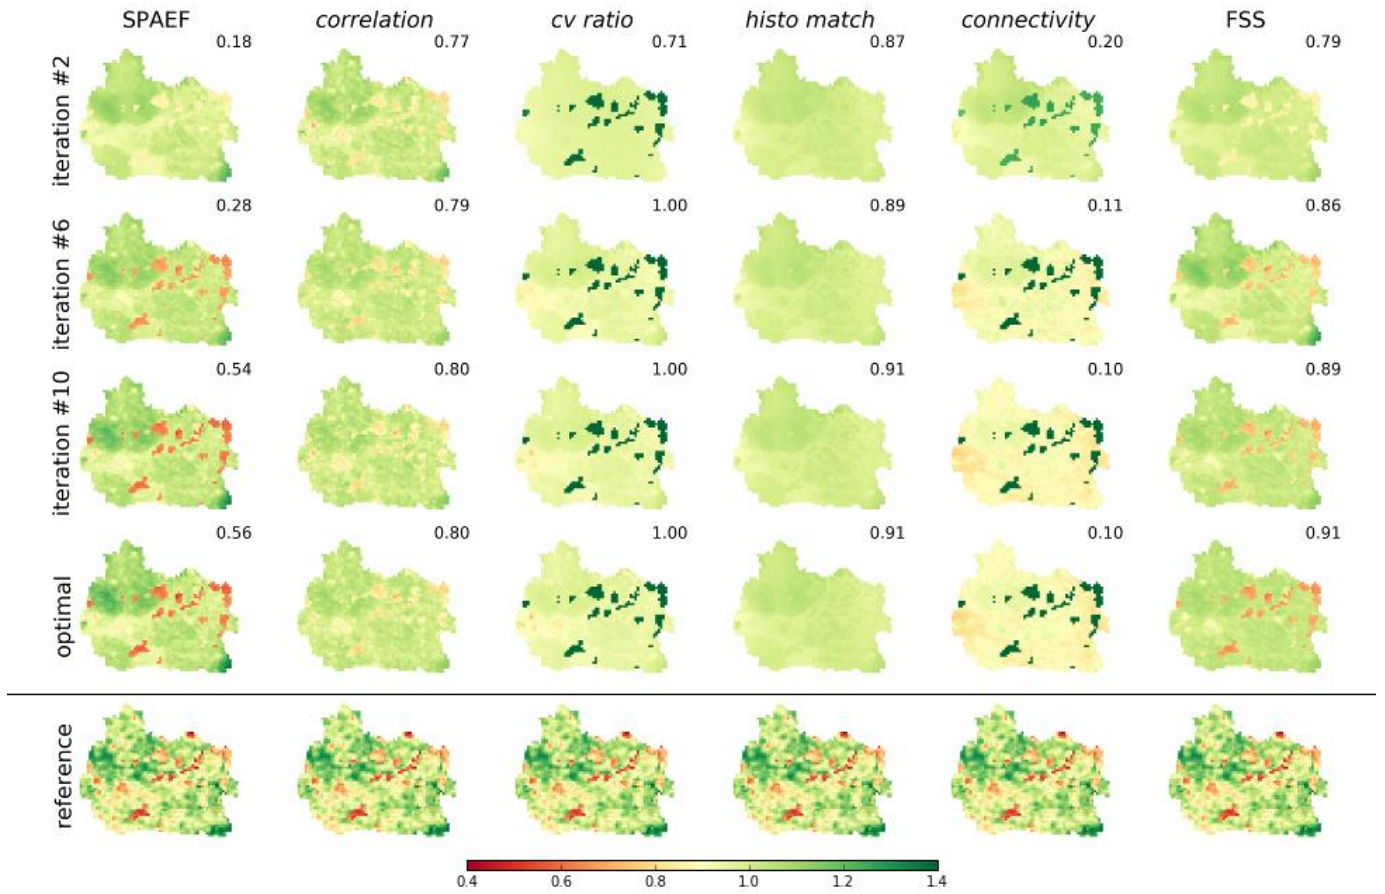 SPAEF correlation cv ratio histo match connectivity FSS
0.18 0.77 0.71 0.87 0.20 0.79
iteration #2
0.28 0.79 1.00 0.89 0.11 0.86
iteration #6
0.54 0.80 1.00 0.91 0.10 0.89
iteration #10
0.56 0.80 1.00 0.91 0.10 0.91
optimal
reference
0.4 0.6 0.8 1.0 1.2 1.4